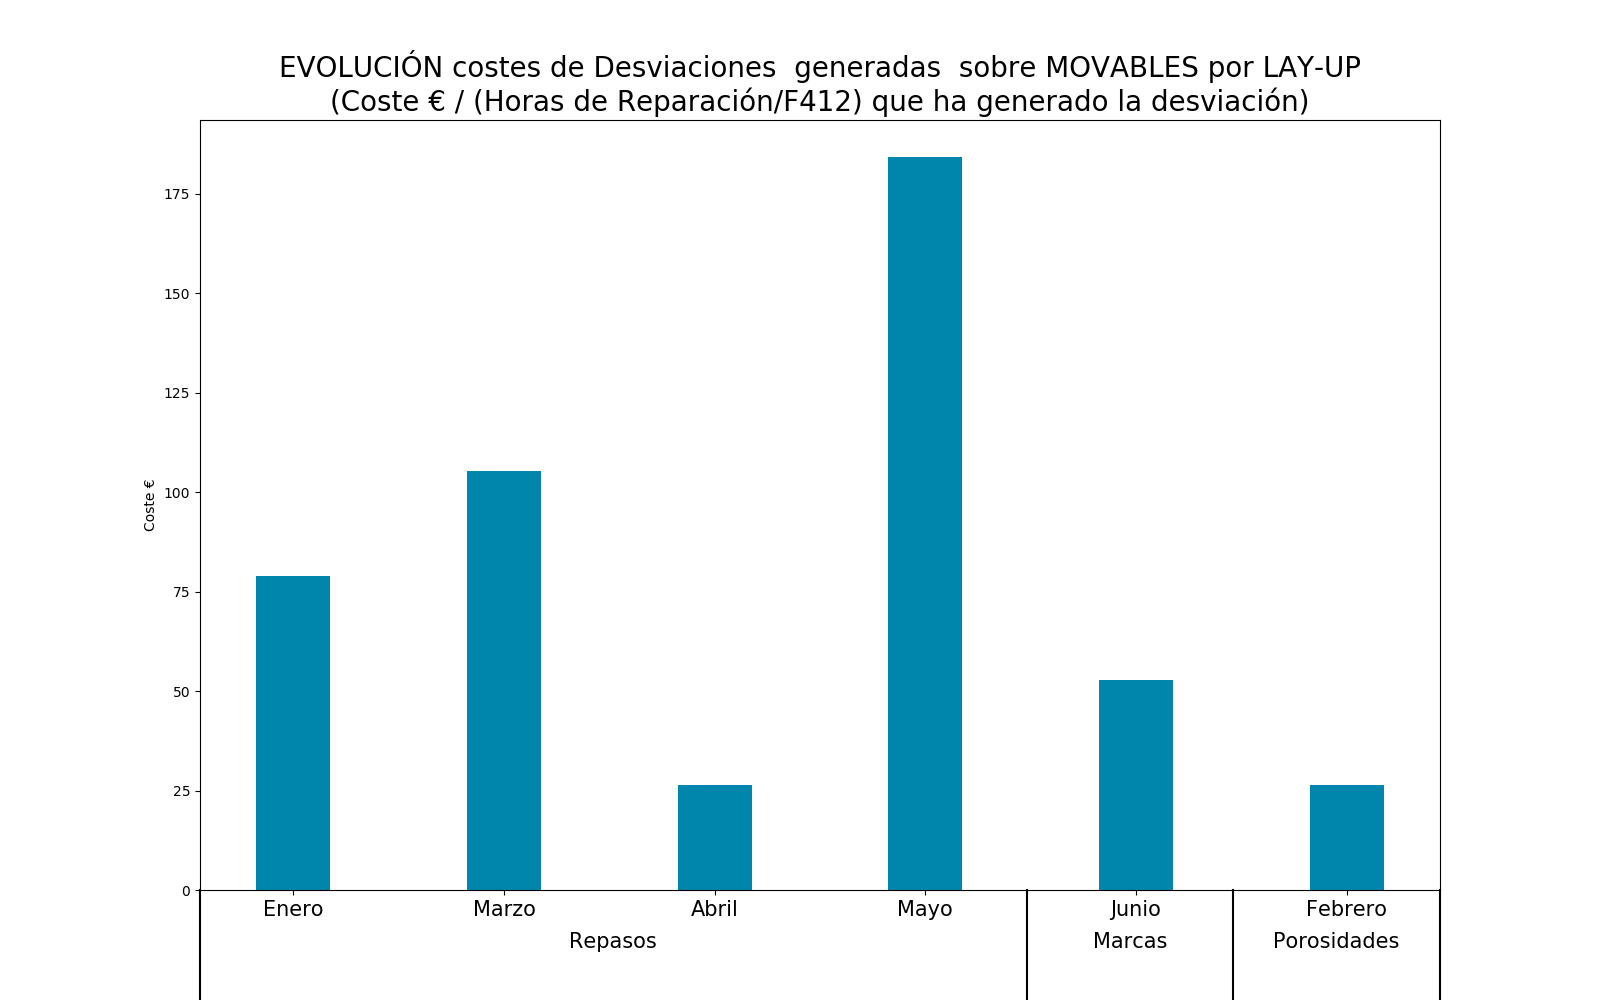 EVOLUCIÓN costes de Desviaciones  generadas  sobre MOVABLES por LAY-UP
(Coste € / (Horas de Reparación/F412) que ha generado la desviación)
Coste €
175
150
125
100
75
50
25
0
Enero Marzo Abril Mayo Junio Febrero
Repasos Marcas Porosidades